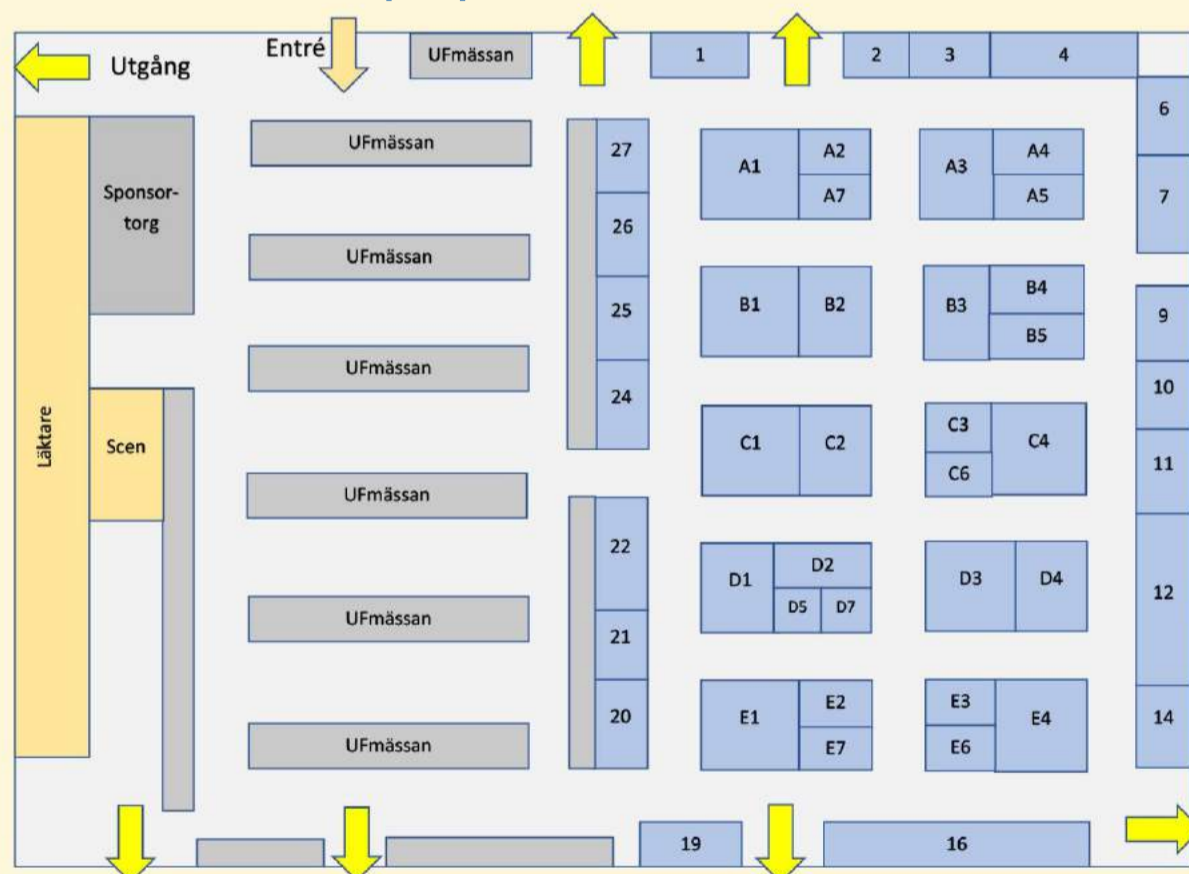 Utgång
Entré
UFmässan
1
2
3
4
6
7
9
10
11
12
14
Läktare
Sponsor-
torg
Scen
UFmässan
UFmässan
UFmässan
UFmässan
UFmässan
UFmässan
27
26
25
24
22
21
20
A1
A2
A7
A3
A4
A5
B1
B2
B3
B4
B5
C1
C2
C3
C6
C4
D1
D2
D5
D7
D3
D4
E1
E2
E7
E3
E6
E4
19
16